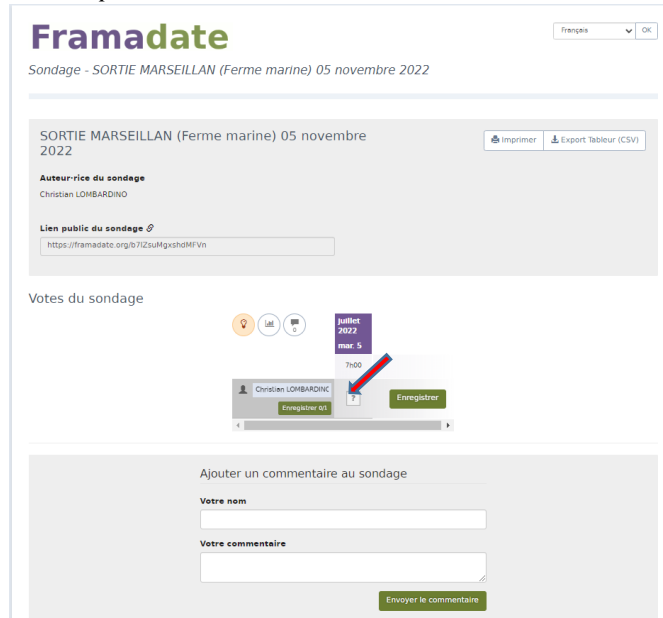 Framadate
Français
OK
Sondage - SORTIE MARSEILLAN (Ferme marine) 05 novembre 2022
SORTIE MARSEILLAN (Ferme marine) 05 novembre
2022
Imprimer
Export Tableur (CSV)
Auteur·rice du sondage
Christian LOMBARDINO
Lien public du sondage
https://framadate.org/b7lZsuMgxshdMFVn
Votes du sondage
0
juillet
2022
mar. 5
7h00
Christian LOMBARDINO
?
Enregistrer
Enregistrer 0/1
Ajouter un commentaire au sondage
Votre nom
Votre commentaire
Envoyer le commentaire